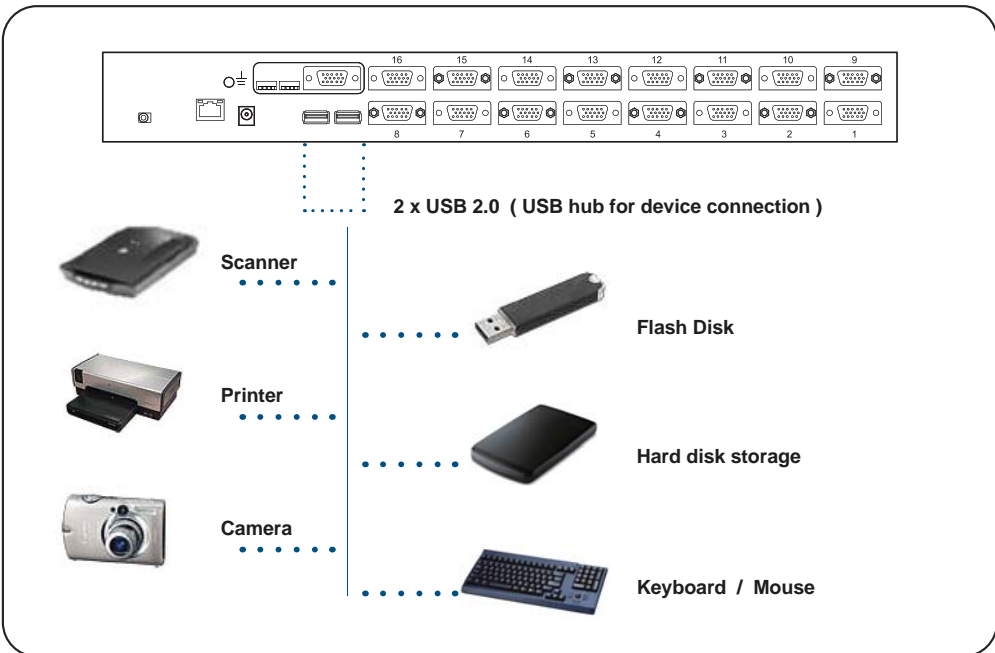 16 15 14 13 12 11 10 9
8 7 6 5 4 3 2 1
2 x USB 2.0 ( USB hub for device connection )
Scanner
Flash Disk
Printer
Hard disk storage
Camera
Keyboard / Mouse